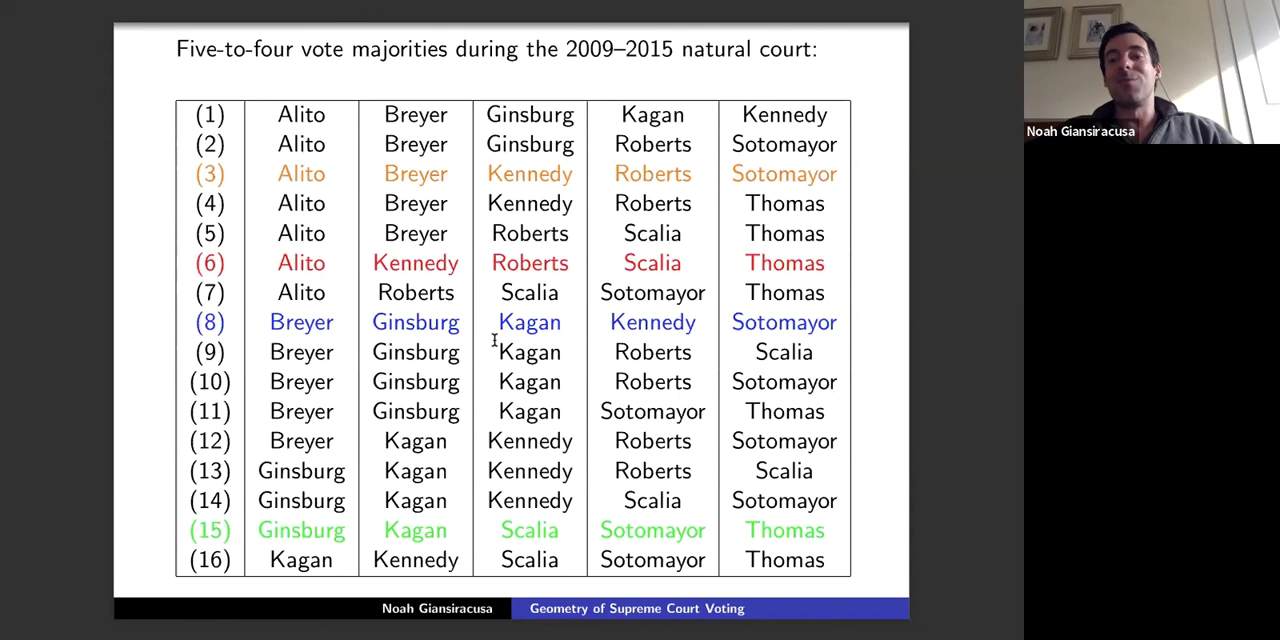 Five-to-four vote majorities during the 2009–2015 natural court:
(1) Alito Breyer Ginsburg Kagan Kennedy
(2) Alito Breyer Ginsburg Roberts Sotomayor
(3) Alito Breyer Kennedy Roberts Sotomayor
(4) Alito Breyer Kennedy Roberts Thomas
(5) Alito Breyer Roberts Scalia Thomas
(6) Alito Kennedy Roberts Scalia Thomas
(7) Alito Roberts Scalia Sotomayor Thomas
(8) Breyer Ginsburg Kagan Kennedy Sotomayor
(9) Breyer Ginsburg Kagan Roberts Scalia
(10) Breyer Ginsburg Kagan Roberts Sotomayor
(11) Breyer Ginsburg Kagan Sotomayor Thomas
(12) Breyer Kagan Kennedy Roberts Sotomayor
(13) Ginsburg Kagan Kennedy Roberts Scalia
(14) Ginsburg Kagan Kennedy Scalia Sotomayor
(15) Ginsburg Kagan Scalia Sotomayor Thomas
(16) Kagan Kennedy Scalia Sotomayor Thomas
Noah Giansiracusa Geometry of Supreme Court Voting
Noah Giansiracusa